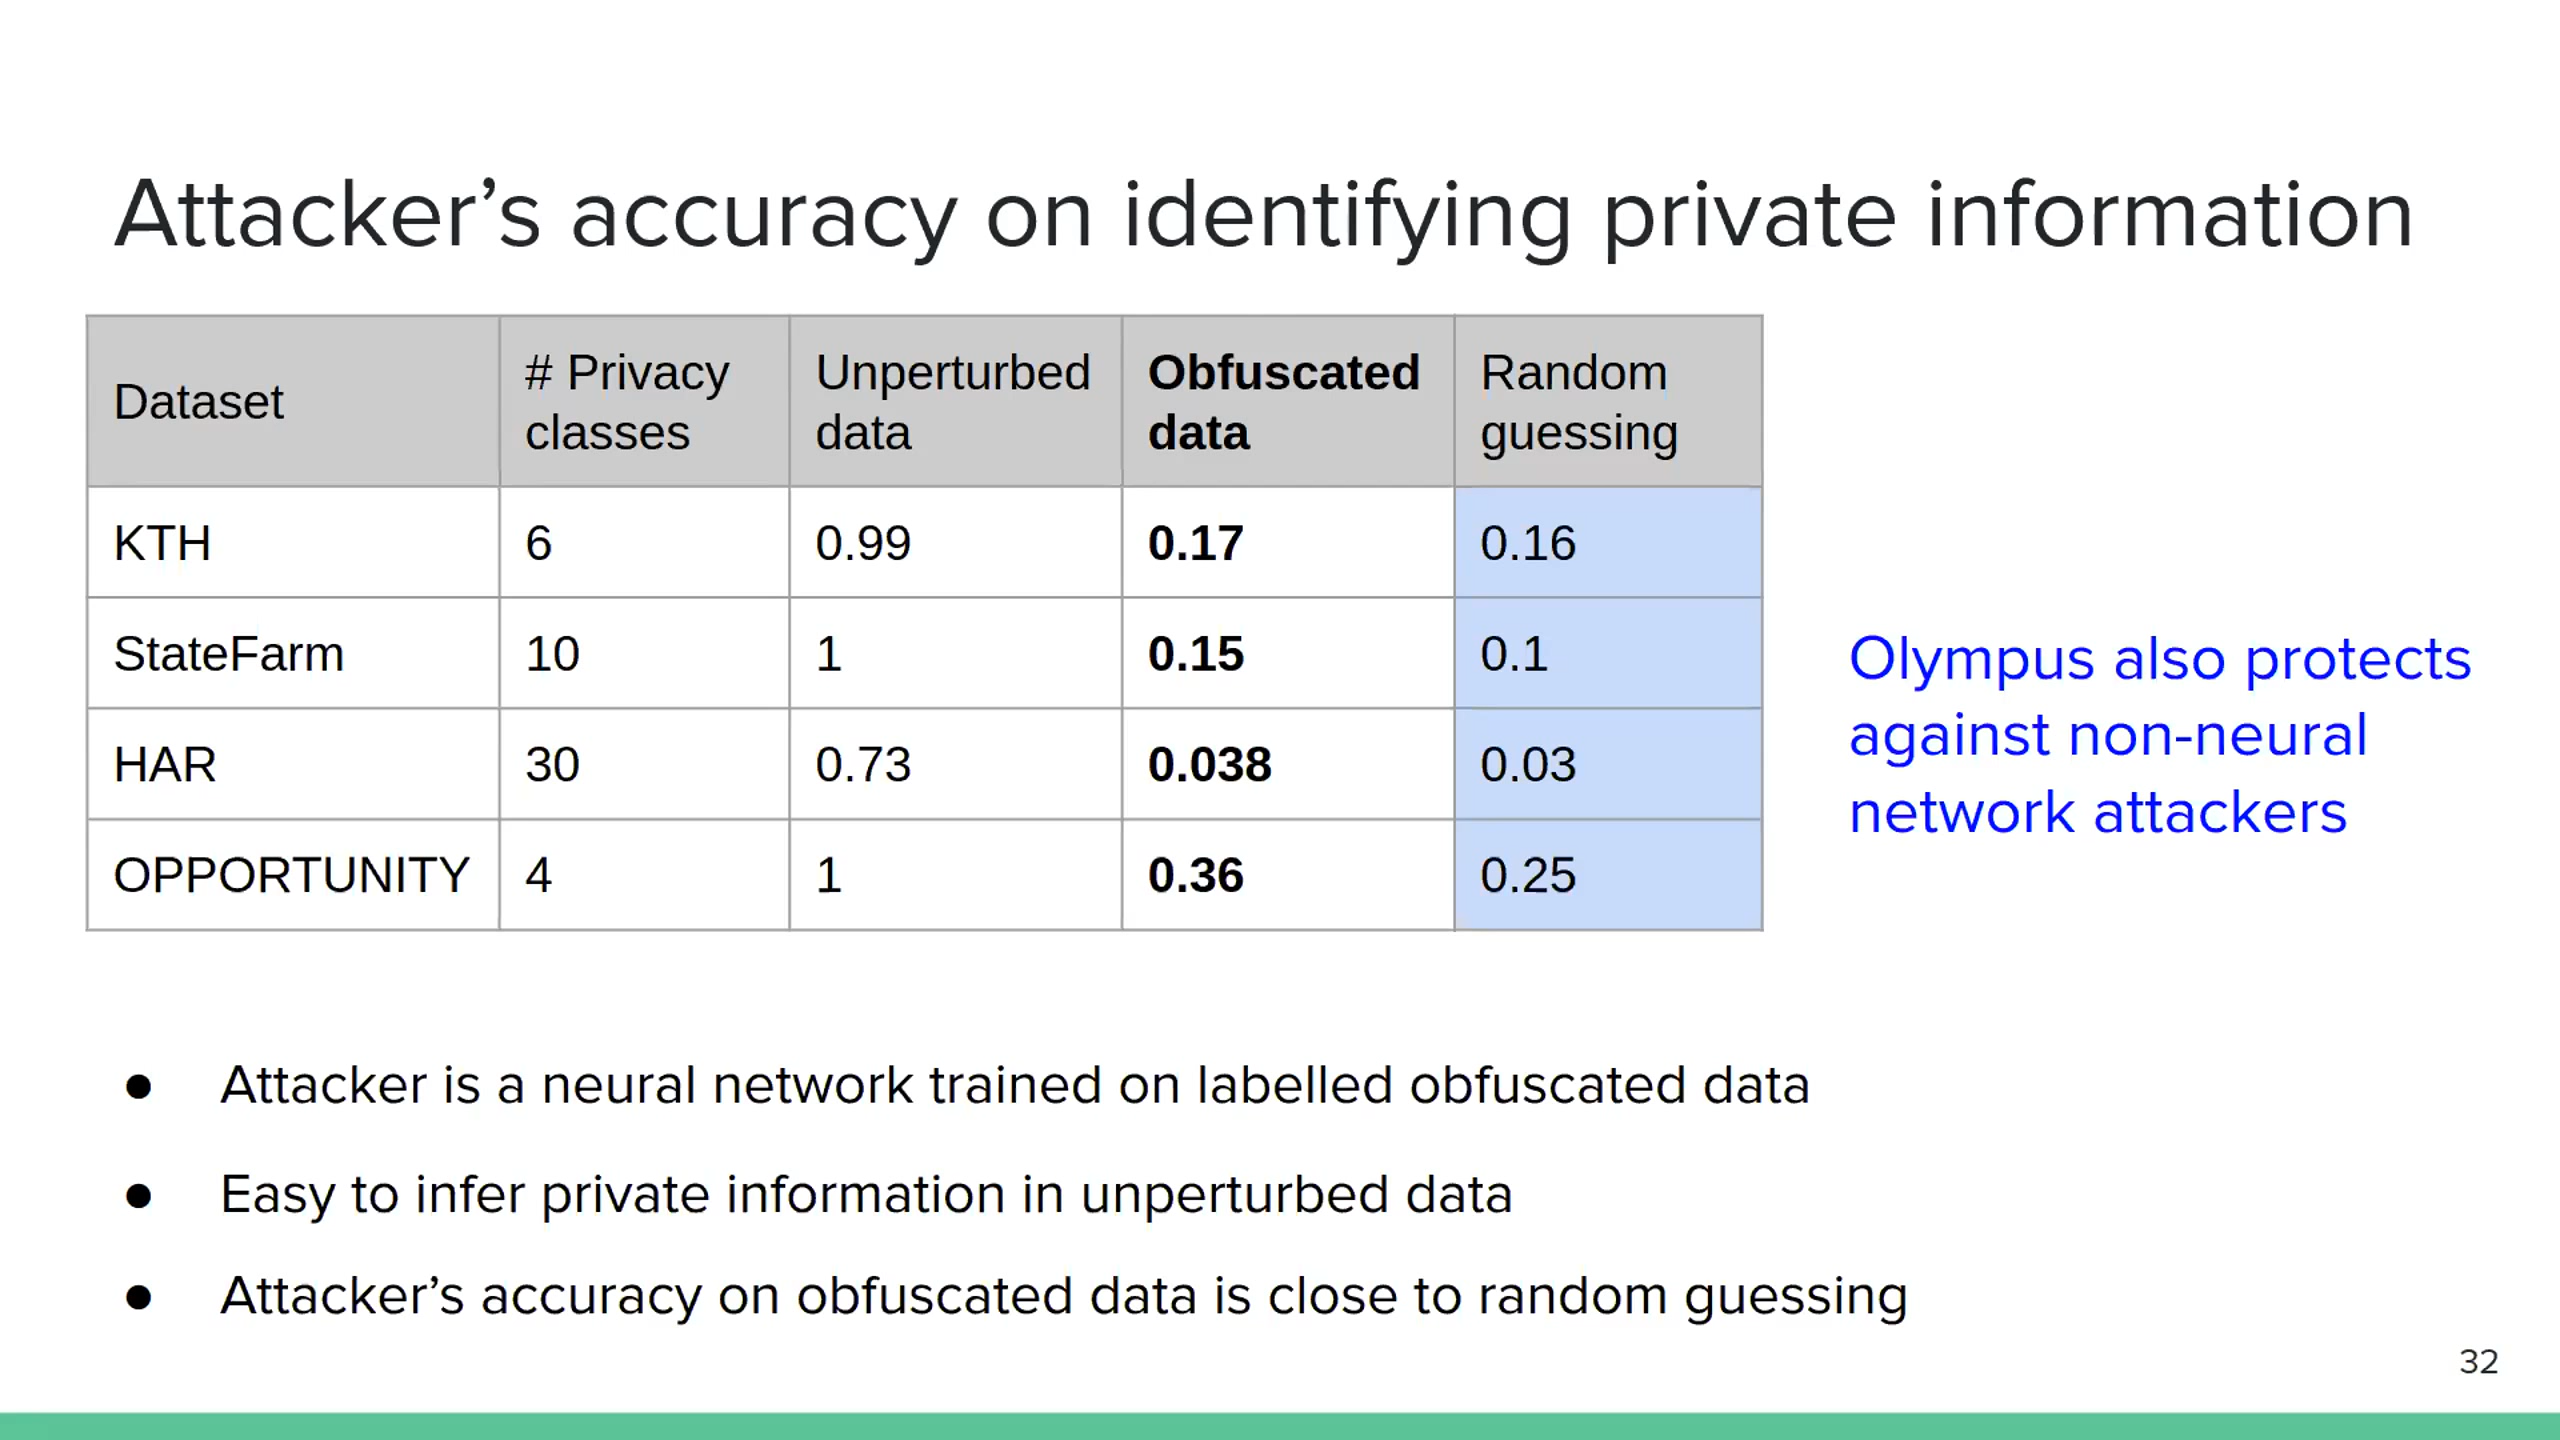 Attacker’s accuracy on identifying private information
Dataset # Privacy classes Unperturbed data Obfuscated data Random guessing
KTH 6 0.99 0.17 0.16
StateFarm 10 1 0.15 0.1
HAR 30 0.73 0.038 0.03
OPPORTUNITY 4 1 0.36 0.25
Olympus also protects
against non-neural
network attackers
● Attacker is a neural network trained on labelled obfuscated data
● Easy to infer private information in unperturbed data
● Attacker’s accuracy on obfuscated data is close to random guessing
32